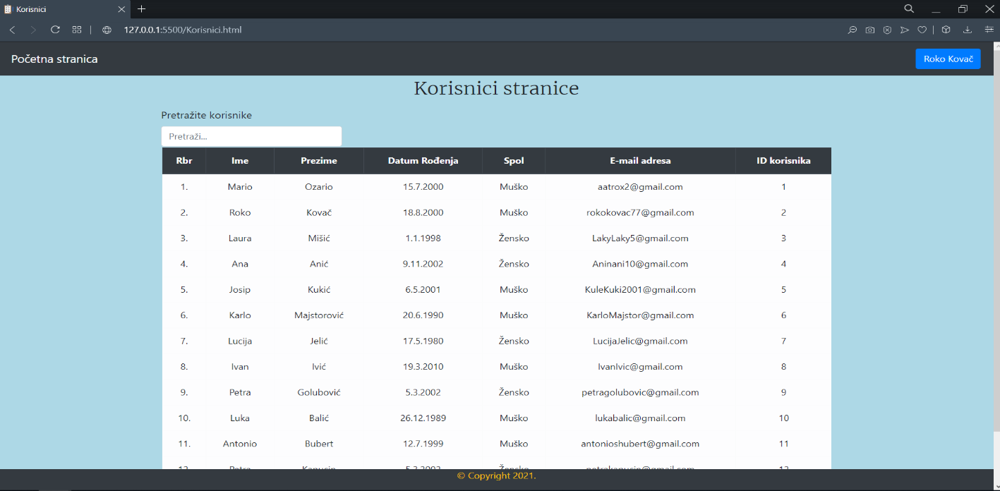 Korisnici
127.0.0.1:5500/Korisnici.html
Početna stranica Roko Kovač
Korisnici stranice
Pretražite korisnike
Pretraži...
Rbr Ime Prezime Datum Rođenja Spol E-mail adresa ID korisnika
1. Mario Ozario 15.7.2000 Muško aatrox2@gmail.com 1
2. Roko Kovač 18.8.2000 Muško rokokovac77@gmail.com 2
3. Laura Mišić 1.1.1998 Žensko LakyLaky5@gmail.com 3
4. Ana Anić 9.11.2002 Žensko Aninani10@gmail.com 4
5. Josip Kukić 6.5.2001 Muško KuleKuki2001@gmail.com 5
6. Karlo Majstorović 20.6.1990 Muško KarloMajstor@gmail.com 6
7. Lucija Jelić 17.5.1980 Žensko LucijaJelic@gmail.com 7
8. Ivan Ivić 19.3.2010 Muško IvanIvic@gmail.com 8
9. Petra Golubović 5.3.2002 Žensko petragolubovic@gmail.com 9
10. Luka Balić 26.12.1989 Muško lukabalic@gmail.com 10
11. Antonio Bubert 12.7.1999 Muško antonioshubert@gmail.com 11
12. Petra 5.3.2002 Žensko 12
© Copyright 2021.